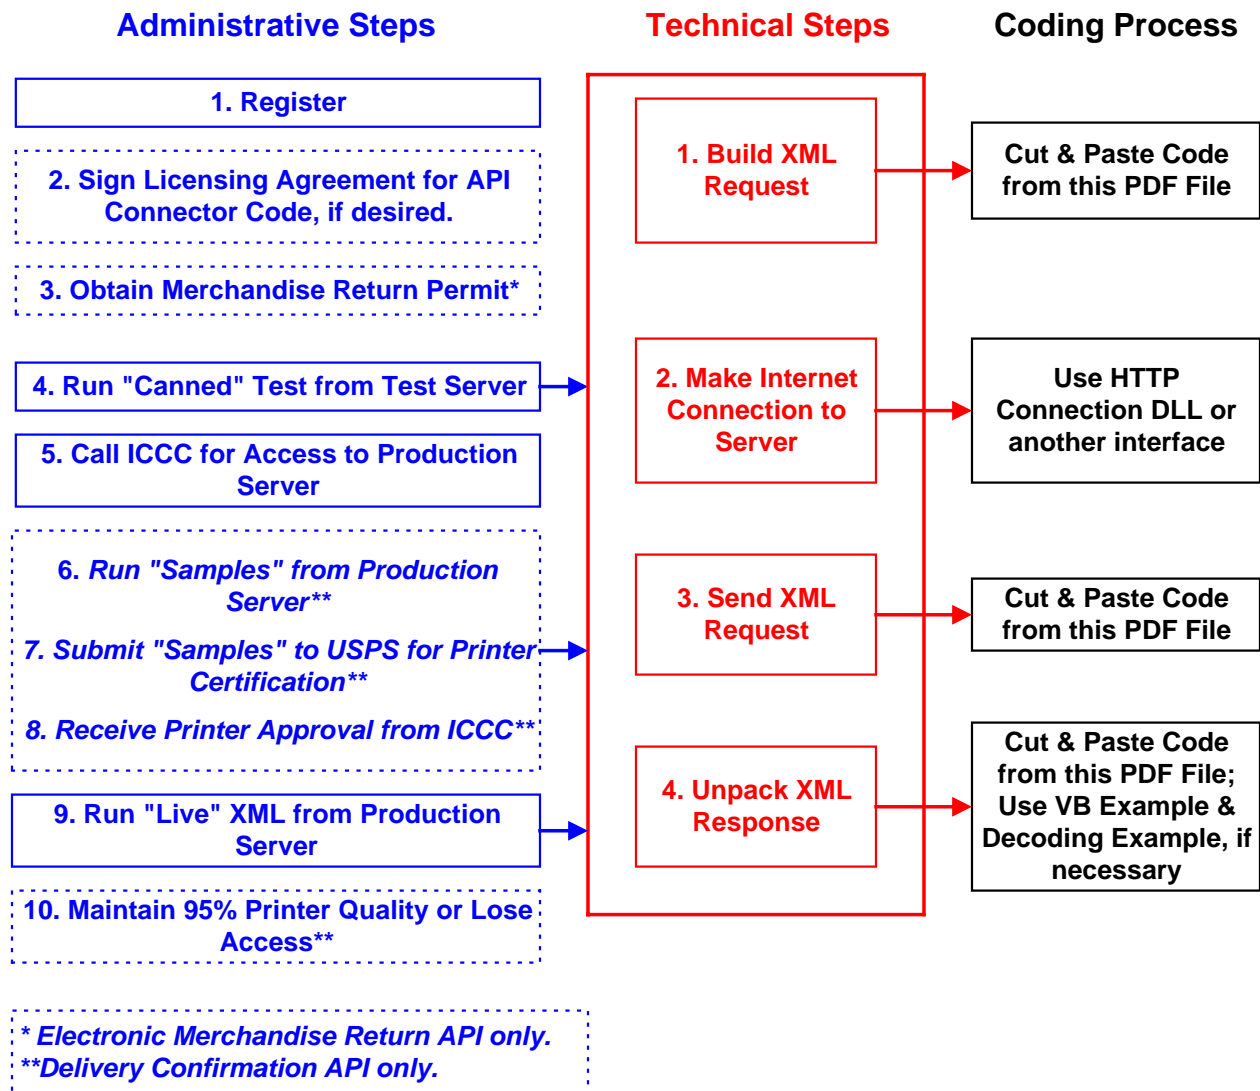 Administrative Steps
Technical Steps
Coding Process
1. Register
2. Sign Licensing Agreement for API
Connector Code, if desired.
3. Obtain Merchandise Return Permit*
4. Run "Canned" Test from Test Server
5. Call ICCC for Access to Production
Server
6. Run "Samples" from Production
Server**
7. Submit "Samples" to USPS for Printer
Certification**
8. Receive Printer Approval from ICCC**
9. Run "Live" XML from Production
Server
10. Maintain 95% Printer Quality or Lose
Access**
1. Build XML
Request
2. Make Internet
Connection to
Server
3. Send XML
Request
4. Unpack XML
Response
Cut & Paste Code
from this PDF File
Use HTTP
Connection DLL or
another interface
Cut & Paste Code
from this PDF File
Cut & Paste Code
from this PDF File;
Use VB Example &
Decoding Example, if
necessary
* Electronic Merchandise Return API only.
**Delivery Confirmation API only.